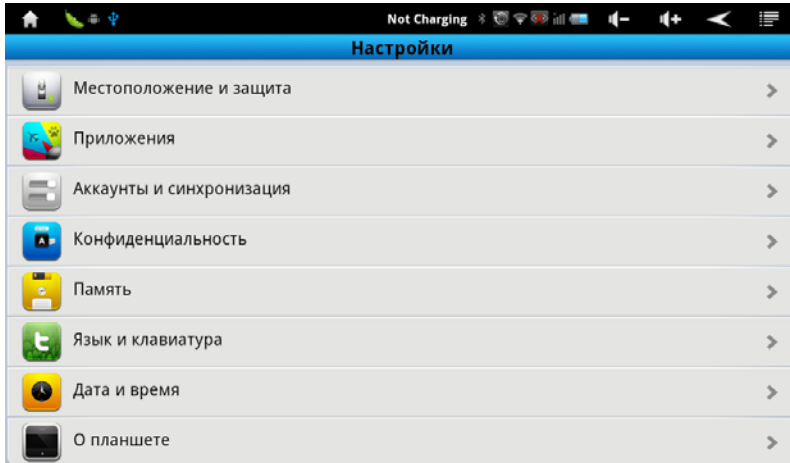 Not Charging
Настройки
Местоположение и защита
Приложения
Аккаунты и синхронизация
Конфиденциальность
Память
Язык и клавиатура
Дата и время
О планшете